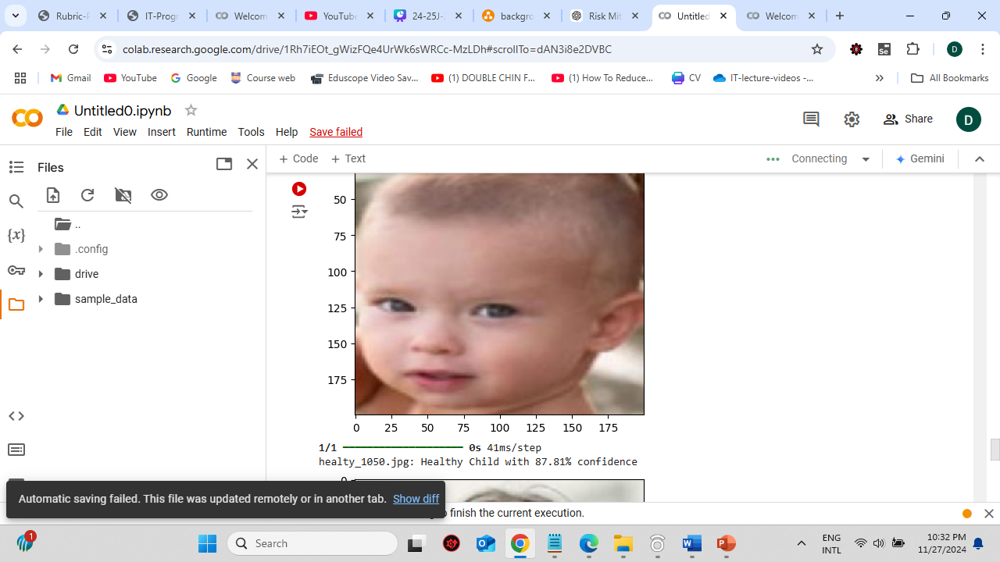 Rubric-F
IT-Progr
Welcom
YouTube
24-25J-
backgro
Risk Mit
Untitled
Welcom
colab.research.google.com/drive/1Rh7iEOt_gWizFQe4UrWk6sWRCc-MzLDh#scrollTo=dAN3i8e2DVBC
Se
D
Gmail
YouTube
Google
Course web
Eduscope Video Sav...
(1) DOUBLE CHIN F...
(1) How To Reduce...
CV
IT-lecture-videos -...
All Bookmarks
Untitled0.ipynb
File Edit View Insert Runtime Tools Help Save failed
Share
D
Files
+ Code + Text
Connecting
Gemini
..
.config
drive
sample_data
{x}
50
75
100
125
150
175
0 25 50 75 100 125 150 175
1/1 ━━━━━━━━━━━━━━━━━━━━ 0s 41ms/step
healty_1050.jpg: Healthy Child with 87.81% confidence
0
Automatic saving failed. This file was updated remotely or in another tab. Show diff
finish the current execution.
1
Search
ENG
INTL
10:32 PM
11/27/2024